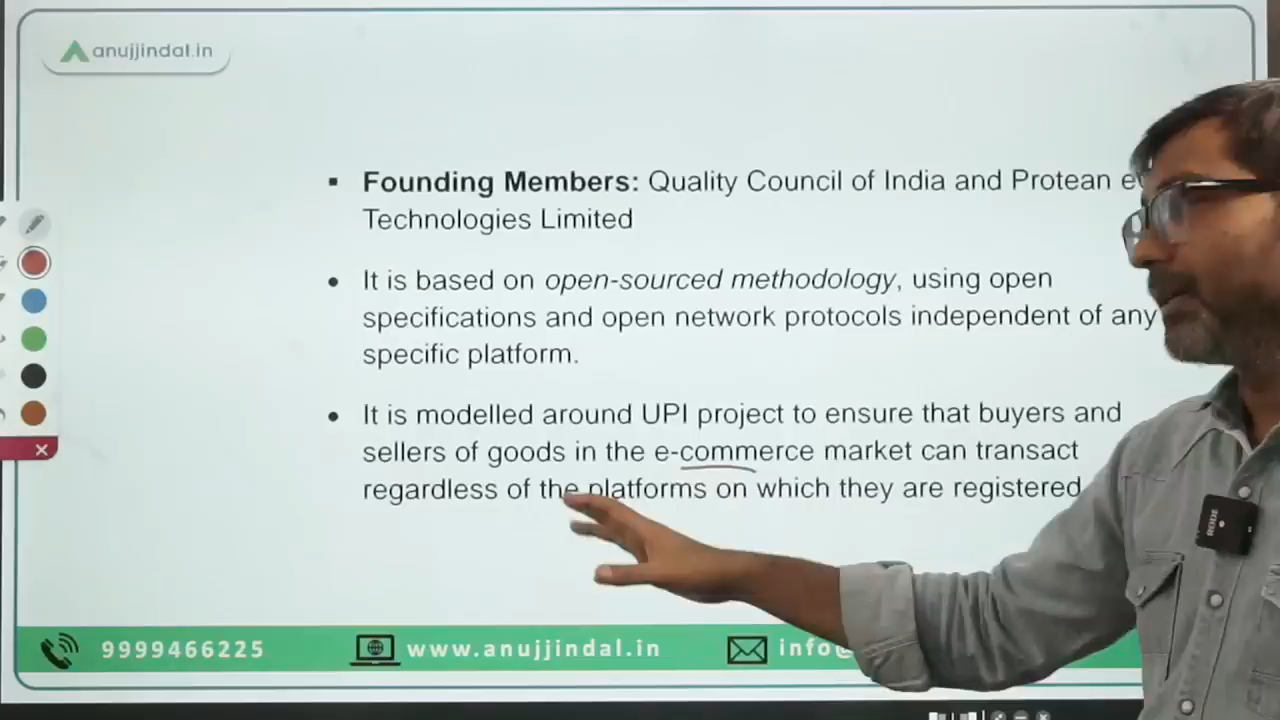 anujjindal.in
▪ Founding Members: Quality Council of India and Protean
Technologies Limited
• It is based on open-sourced methodology, using open
specifications and open network protocols independent of any
specific platform.
• It is modelled around UPI project to ensure that buyers and
sellers of goods in the e-commerce market can transact
regardless of the platforms on which they are registered
9999466225 www.anujjindal.in info@
RODE